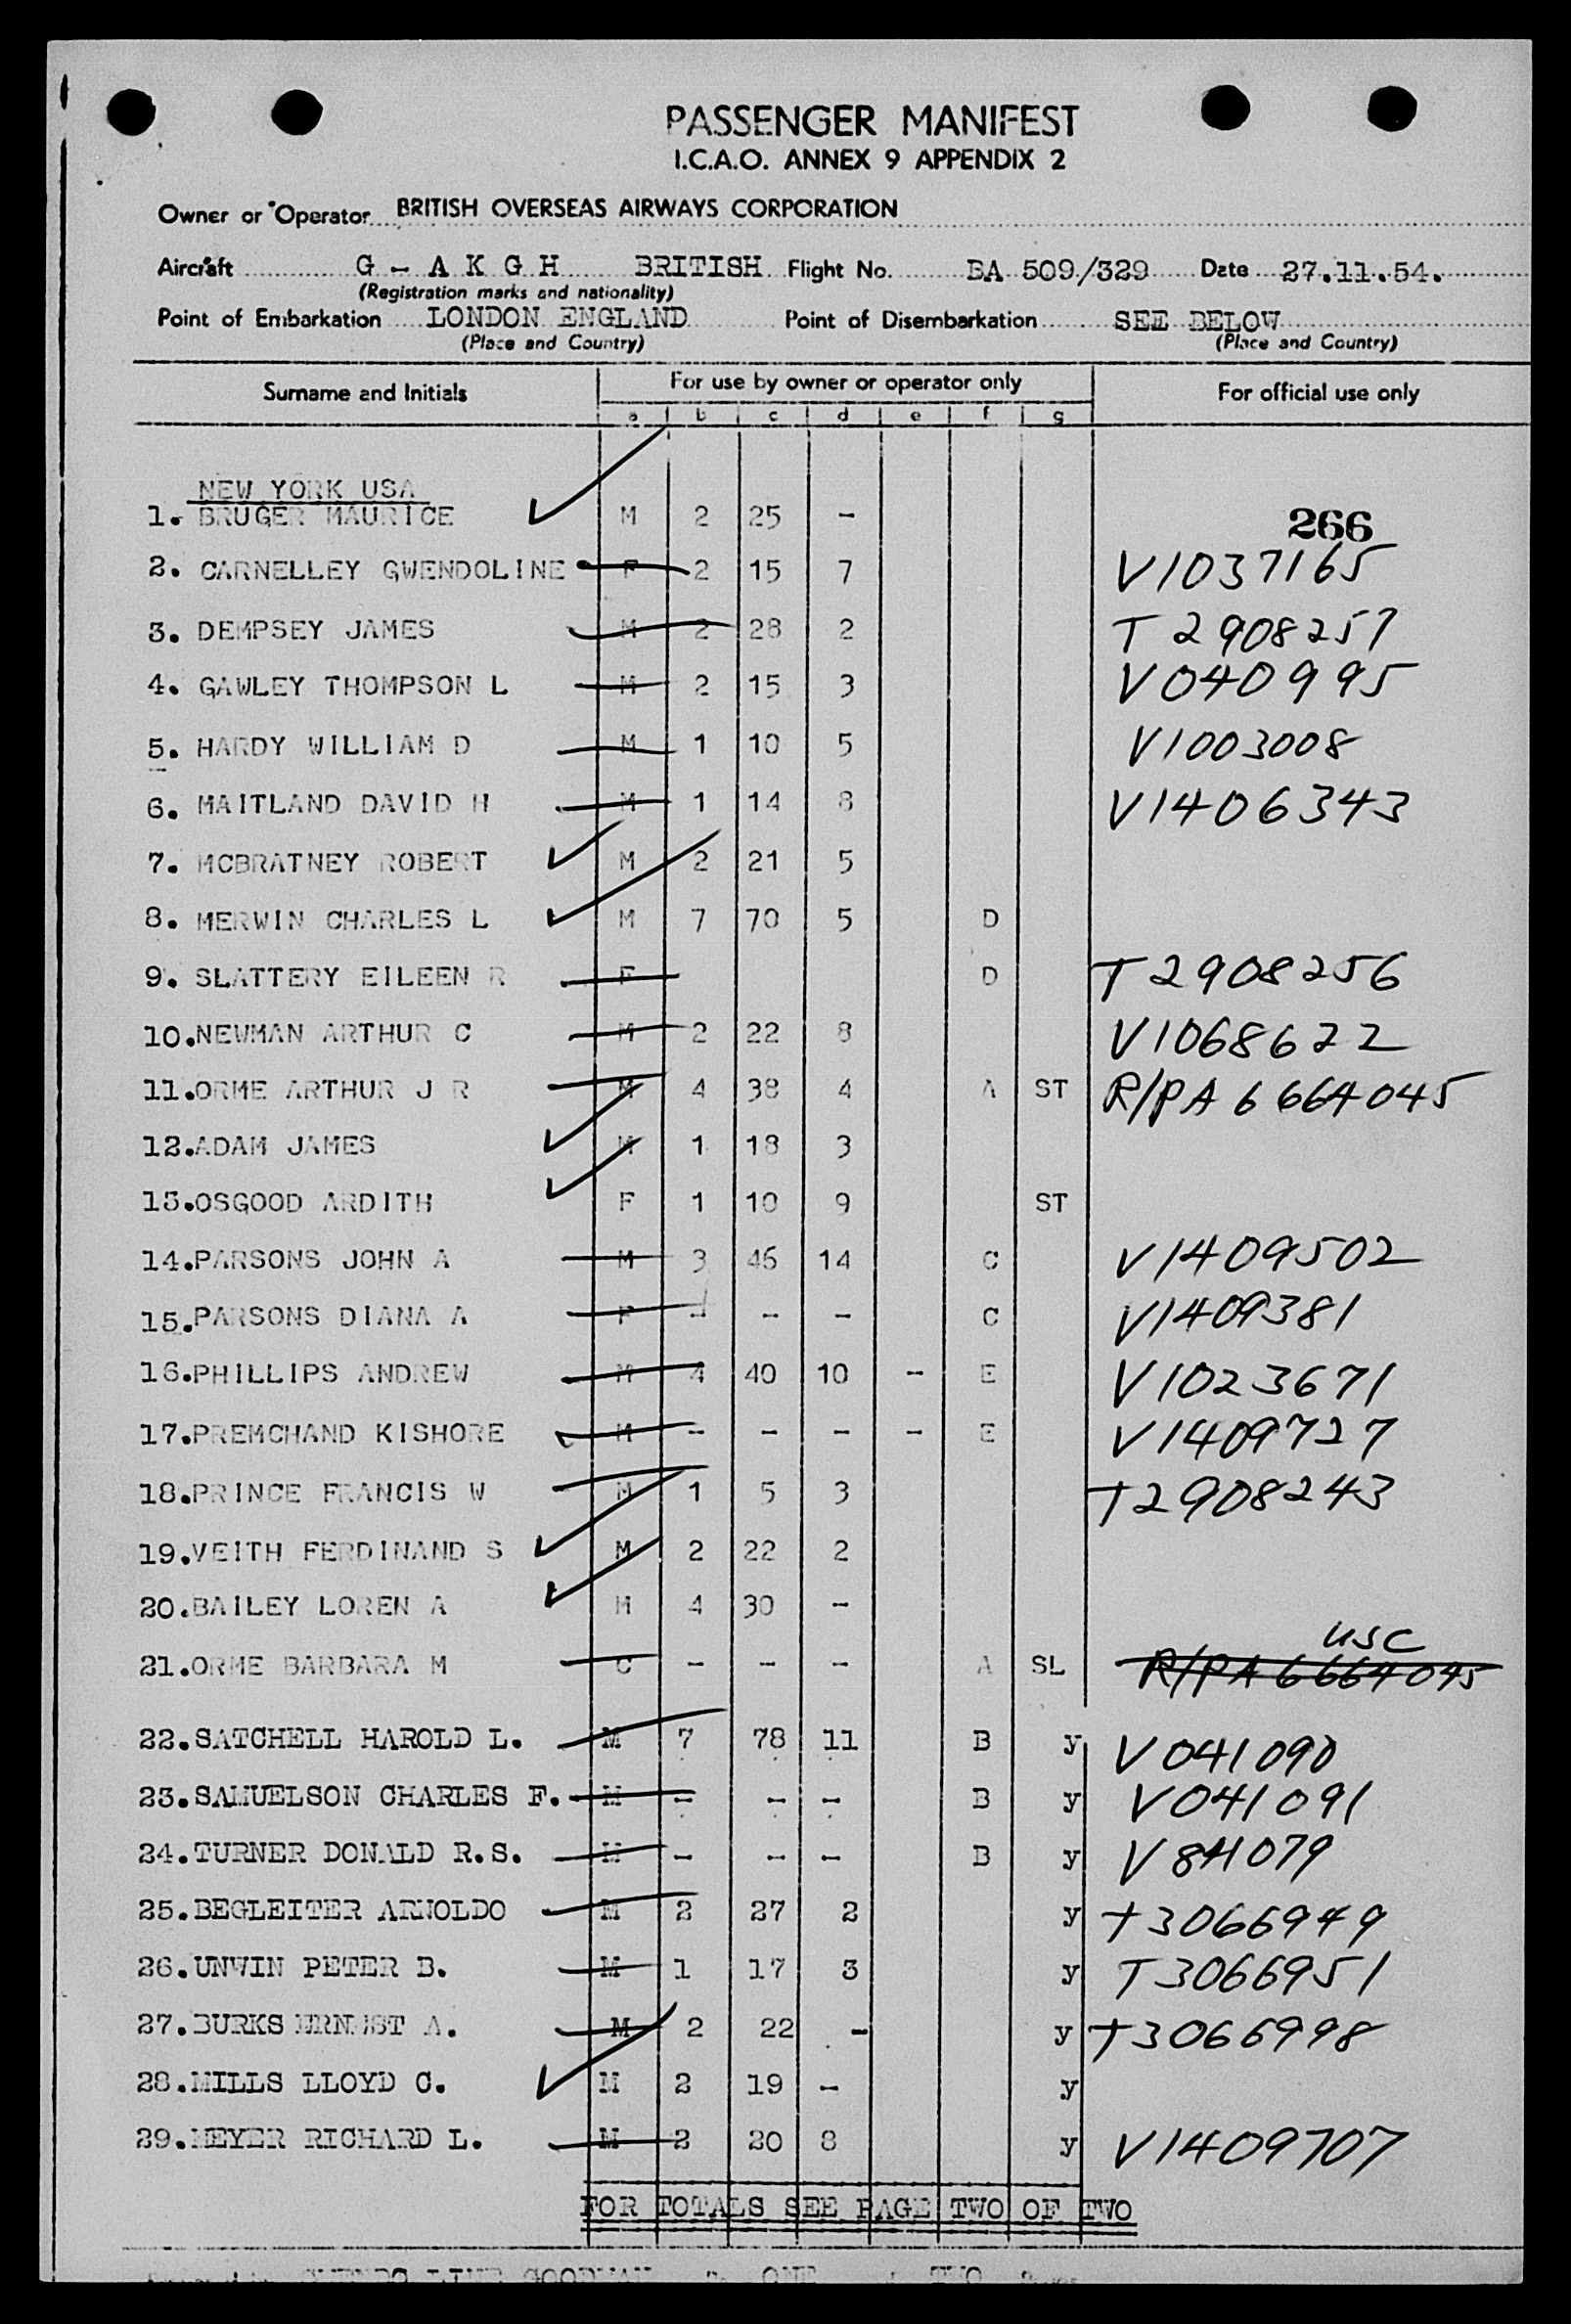 PASSENGER MANIFEST
I.C.A.O. ANNEX 9 APPENDIX 2
Owner or Operator BRITISH OVERSEAS AIRWAYS CORPORATION
Aircraft G - A K G H BRITISH Flight No. BA 509/329 Date 27.11.54.
(Registration marks and nationality)
Point of Embarkation LONDON ENGLAND Point of Disembarkation SEE BELOW
(Place and Country) (Place and Country)
Surname and Initials For use by owner or operator only For official use only
a b c d e f g
NEW YORK USA
1. BRUGER MAURICE M 2 25 - 266
2. CARNELLEY GWENDOLINE F 2 15 7 V1037165
3. DEMPSEY JAMES M 2 28 2 T 2908257
4. GAWLEY THOMPSON L M 2 15 3 V040995
5. HARDY WILLIAM D M 1 10 5 V1003008
6. MAITLAND DAVID H M 1 14 8 V1406343
7. MCBRATNEY ROBERT M 2 21 5
8. MERWIN CHARLES L M 7 70 5 D
9. SLATTERY EILEEN R F D T2908256
10.NEWMAN ARTHUR C M 2 22 8 V1068622
11.ORME ARTHUR J R M 4 38 4 A ST R/PA 6664045
12.ADAM JAMES M 1 18 3
13.OSGOOD ARDITH F 1 10 9 ST
14.PARSONS JOHN A M 3 46 14 C V1409502
15.PARSONS DIANA A F - - - C V1409381
16.PHILLIPS ANDREW M 4 40 10 - E V1023671
17.PREMCHAND KISHORE M - - - - E V1409727
18.PRINCE FRANCIS W M 1 5 3 T2908243
19.VEITH FERDINAND S M 2 22 2
20.BAILEY LOREN A M 4 30 -
USC
21.ORME BARBARA M C - - - A SL R/PA 6664045
22.SATCHELL HAROLD L. M 7 78 11 B y V041090
23.SAMUELSON CHARLES F. M - - - B y V041091
24.TURNER DONALD R.S. M - - - B y V 841079
25.BEGLEITER ARNOLDO M 2 27 2 y T3066949
26.UNWIN PETER B. M 1 17 3 y T3066951
27.BURKS ERNEST A. M 2 22 - y T3066998
28.MILLS LLOYD C. M 2 19 - y
29.MEYER RICHARD L. M 2 20 8 y V1409707
FOR TOTALS SEE PAGE TWO OF TWO